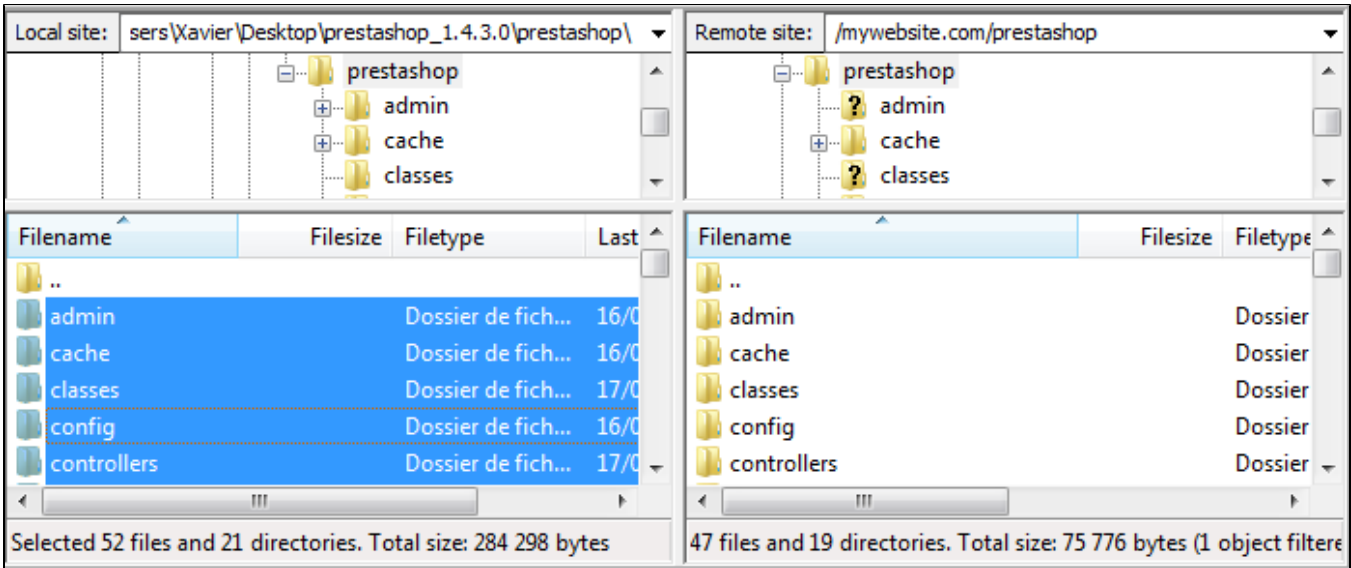 Local site: sers\Xavier\Desktop\prestashop_1.4.3.0\prestashop\
prestashop
admin
cache
classes
Filename Filesize Filetype Last
..
admin Dossier de fich... 16/0
cache Dossier de fich... 16/0
classes Dossier de fich... 17/0
config Dossier de fich... 16/0
controllers Dossier de fich... 17/0
Selected 52 files and 21 directories. Total size: 284 298 bytes
Remote site: /mywebsite.com/prestashop
prestashop
? admin
cache
? classes
Filename Filesize Filetype
..
admin Dossier
cache Dossier
classes Dossier
config Dossier
controllers Dossier
47 files and 19 directories. Total size: 75 776 bytes (1 object filtere